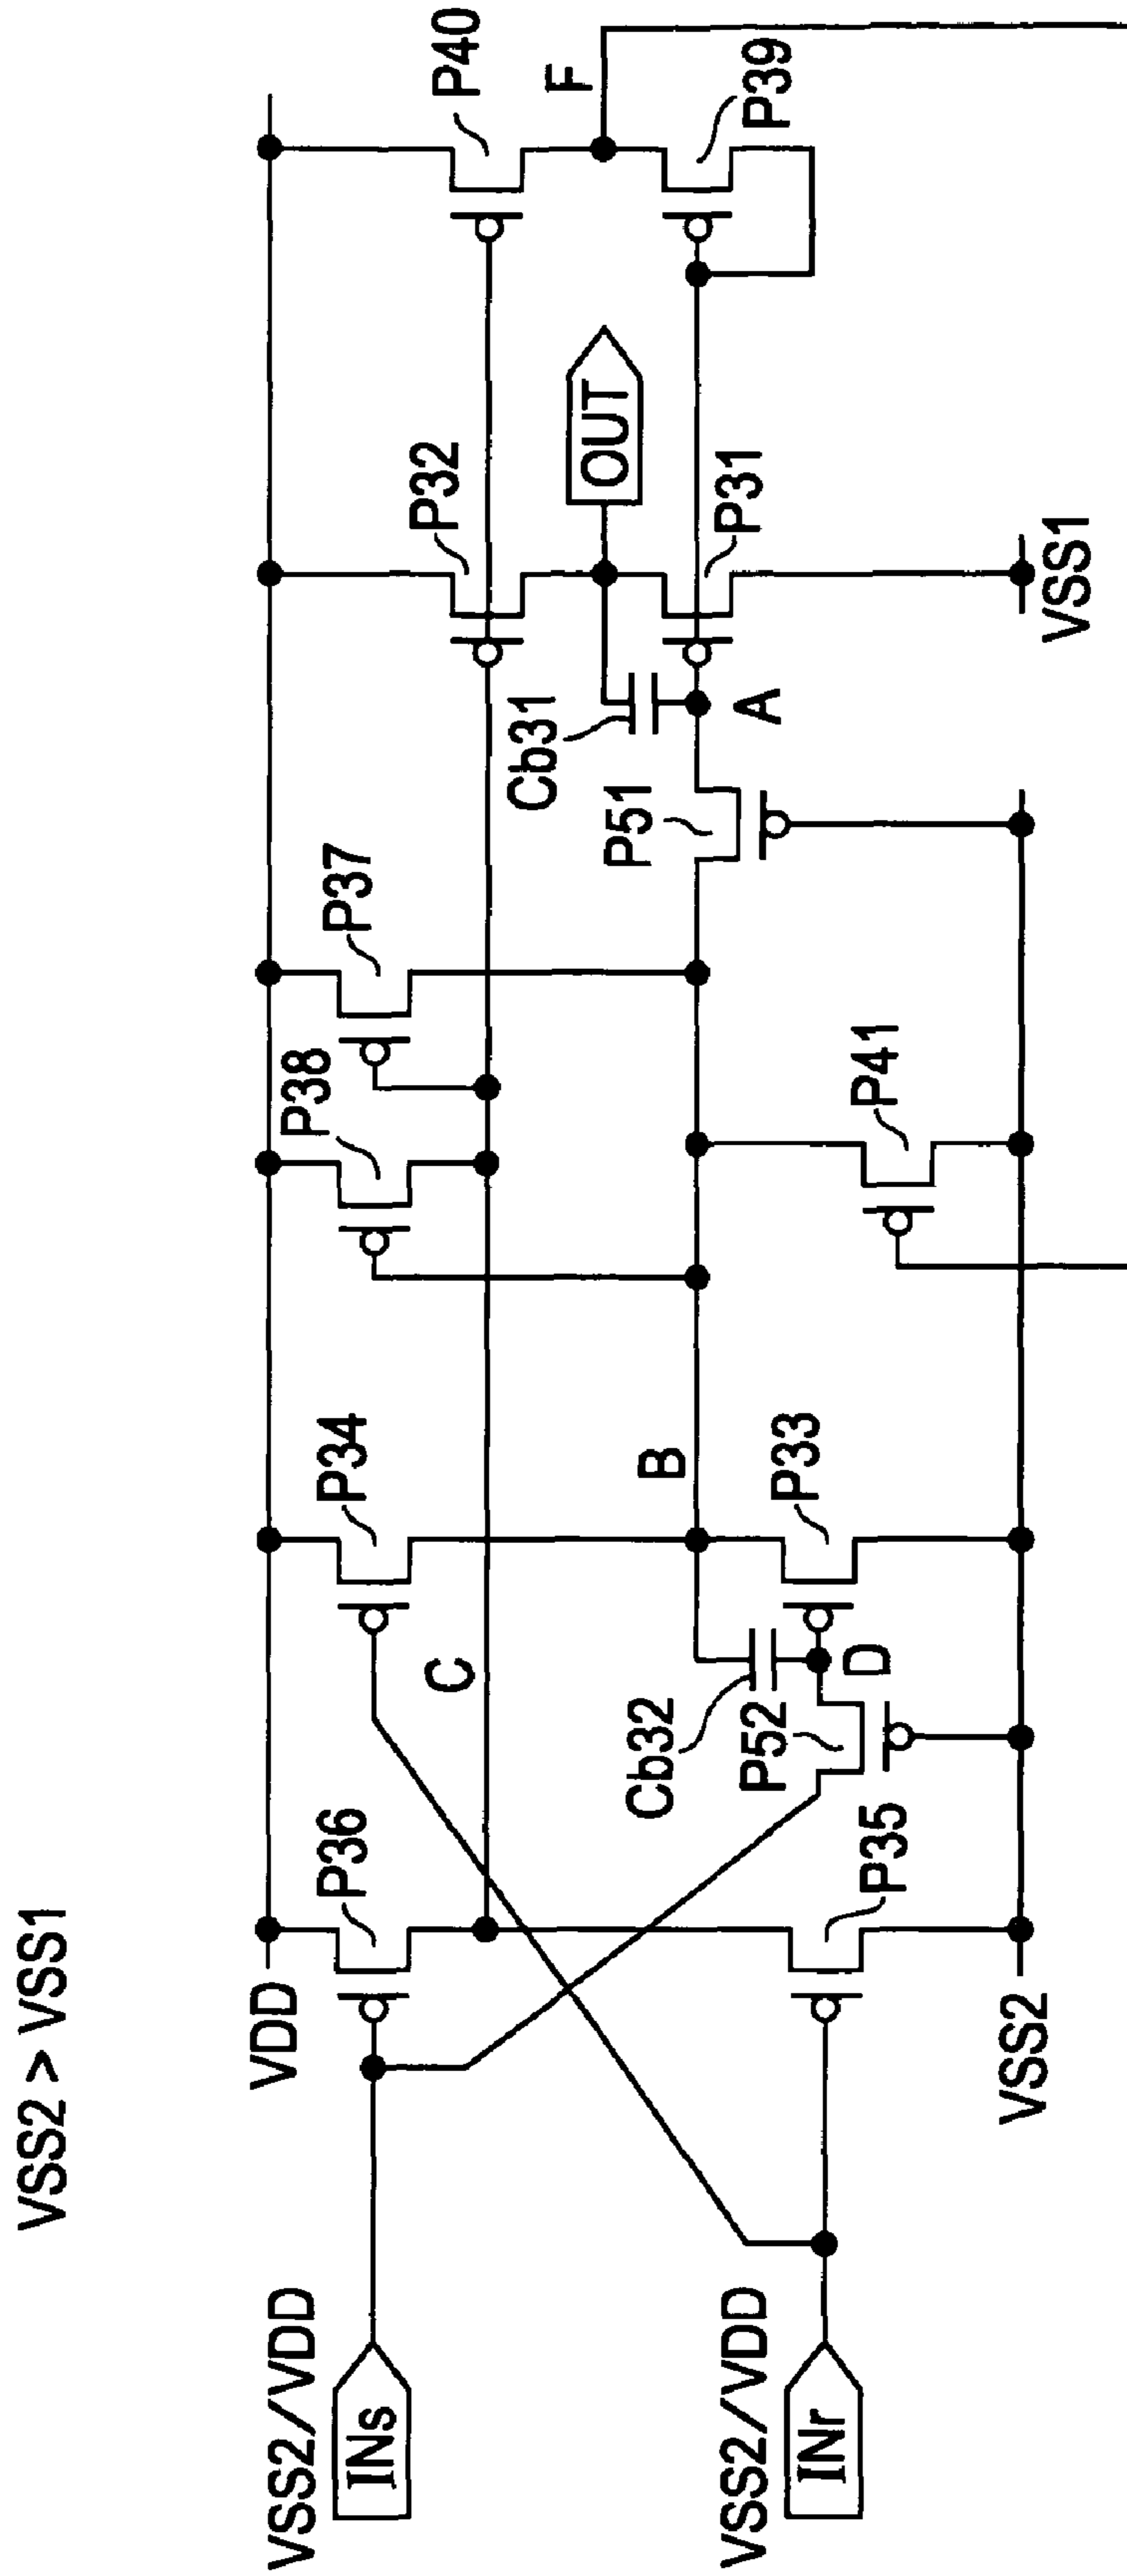 VSS2 > VSS1
VDD
P36
P34
P38
P37
P32
P40
C
Cb31
F
OUT
B
P51
A
P31
P39
Cb32
P52
D
P33
P41
P35
VSS2
VSS1
VSS2/VDD
INs
VSS2/VDD
INr